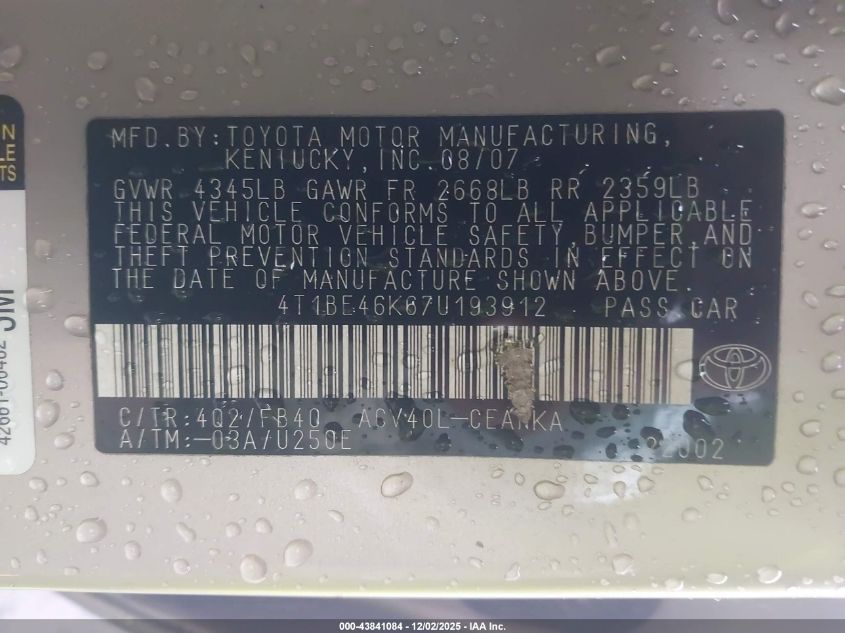 MFD.BY:TOYOTA MOTOR MANUFACTURING,
KENTUCKY,INC.08/07
GVWR 4345LB GAWR FR 2668LB RR 2359LB
THIS VEHICLE CONFORMS TO ALL APPLICABLE
FEDERAL MOTOR VEHICLE SAFETY,BUMPER,AND
THEFT PREVENTION STANDARDS IN EFFECT ON
THE DATE OF MANUFACTURE SHOWN ABOVE.
4T1BE46K67U193912 PASS.CAR
C/TR:4Q2/FB40 ACV40L-CEANKA
A/TM:-03A/U250E
000-43841084 • 12/02/2025 - IAA Inc.